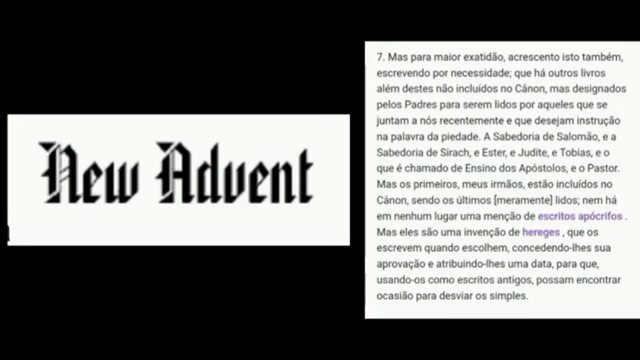 New Advent
7. Mas para maior exatidão, acrescento isto também,
escrevendo por necessidade; que há outros livros
além destes não incluídos no Cânon, mas designados
pelos Padres para serem lidos por aqueles que se
juntam a nós recentemente e que desejam instrução
na palavra da piedade. A Sabedoria de Salomão, e a
Sabedoria de Sirach, e Ester, e Judite, e Tobias, e o
que é chamado de Ensino dos Apóstolos, e o Pastor.
Mas os primeiros, meus irmãos, estão incluídos no
Cânon, sendo os últimos [meramente] lidos; nem há
em nenhum lugar uma menção de escritos apócrifos .
Mas eles são uma invenção de hereges , que os
escrevem quando escolhem, concedendo-lhes sua
aprovação e atribuindo-lhes uma data, para que,
usando-os como escritos antigos, possam encontrar
ocasião para desviar os simples.